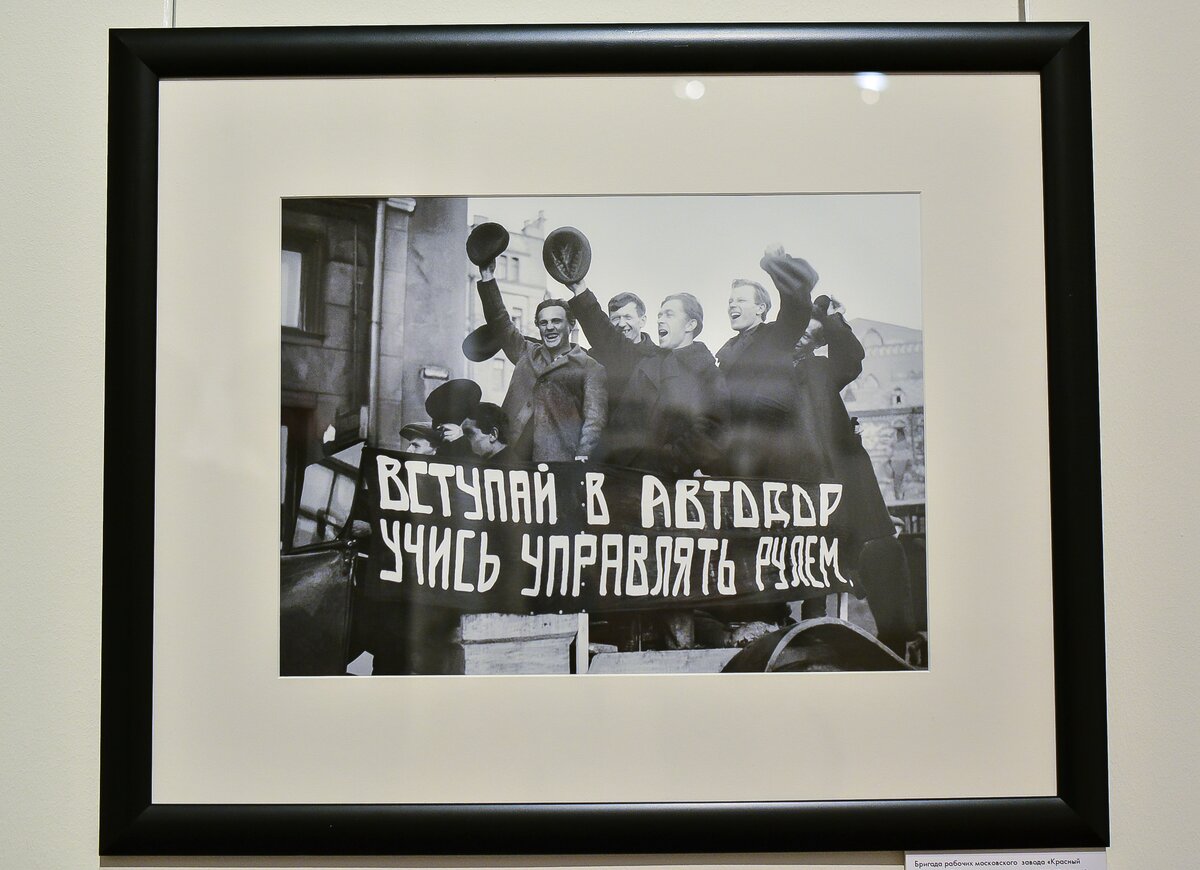 ВСТУПАЙ В АВТОДОР
УЧИСЬ УПРАВЛЯТЬ РУЛЕМ.
Бригада рабочих московского завода «Красный